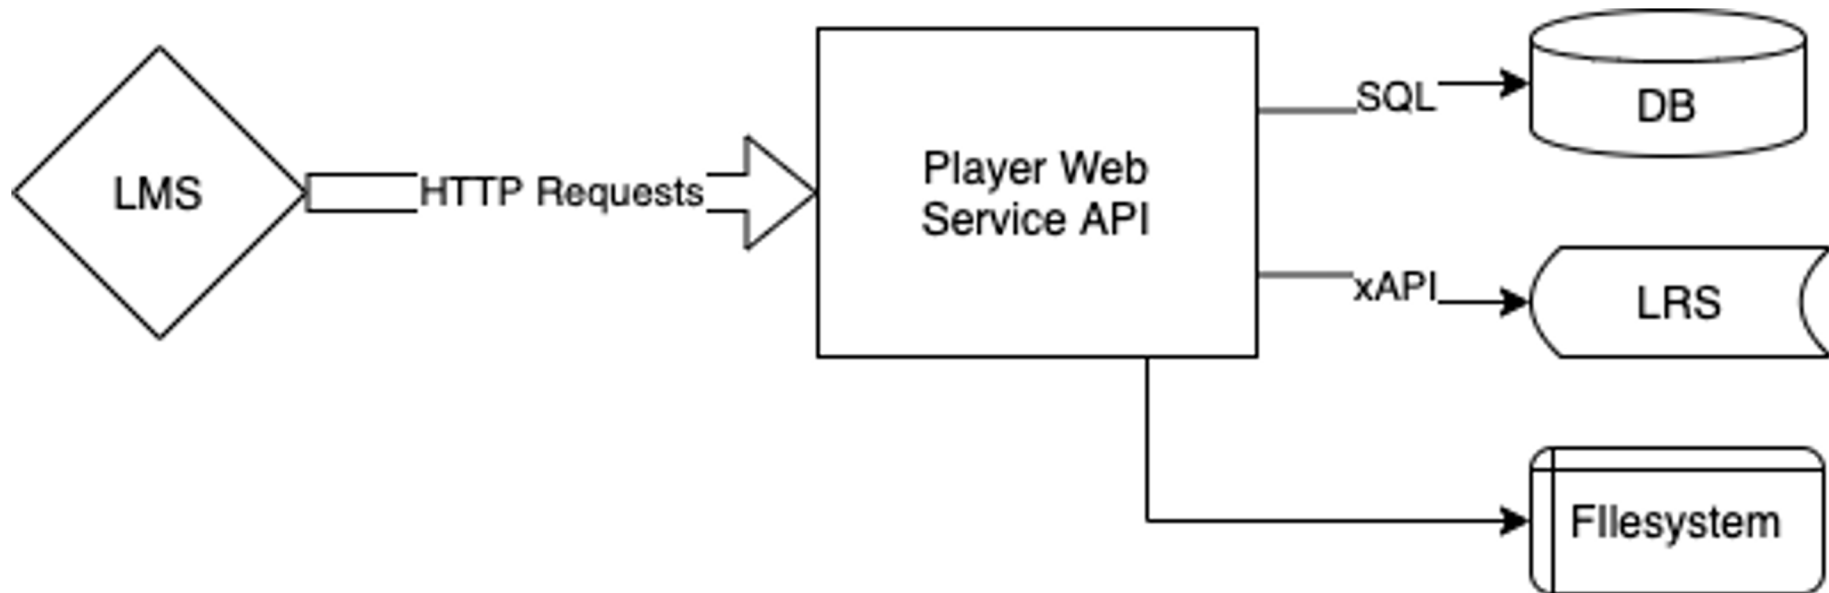 LMS
HTTP Requests
Player Web
Service API
SQL
DB
xAPI
LRS
FIlesystem